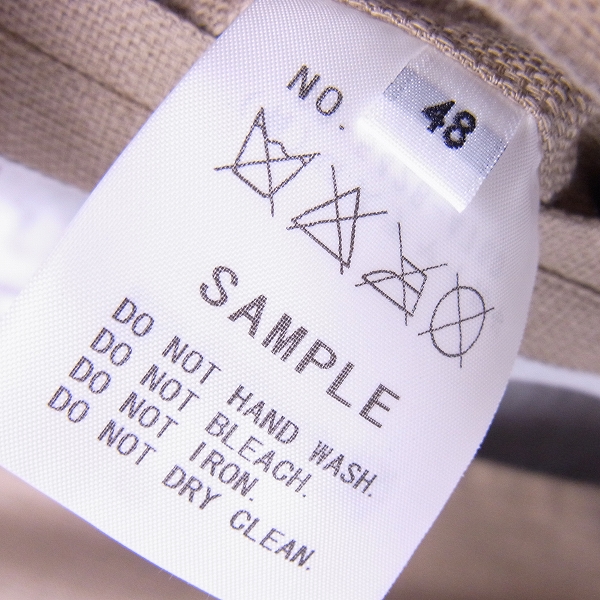 NO.
48
SAMPLE
DO NOT HAND WASH.
DO NOT BLEACH.
DO NOT IRON.
DO NOT DRY CLEAN.